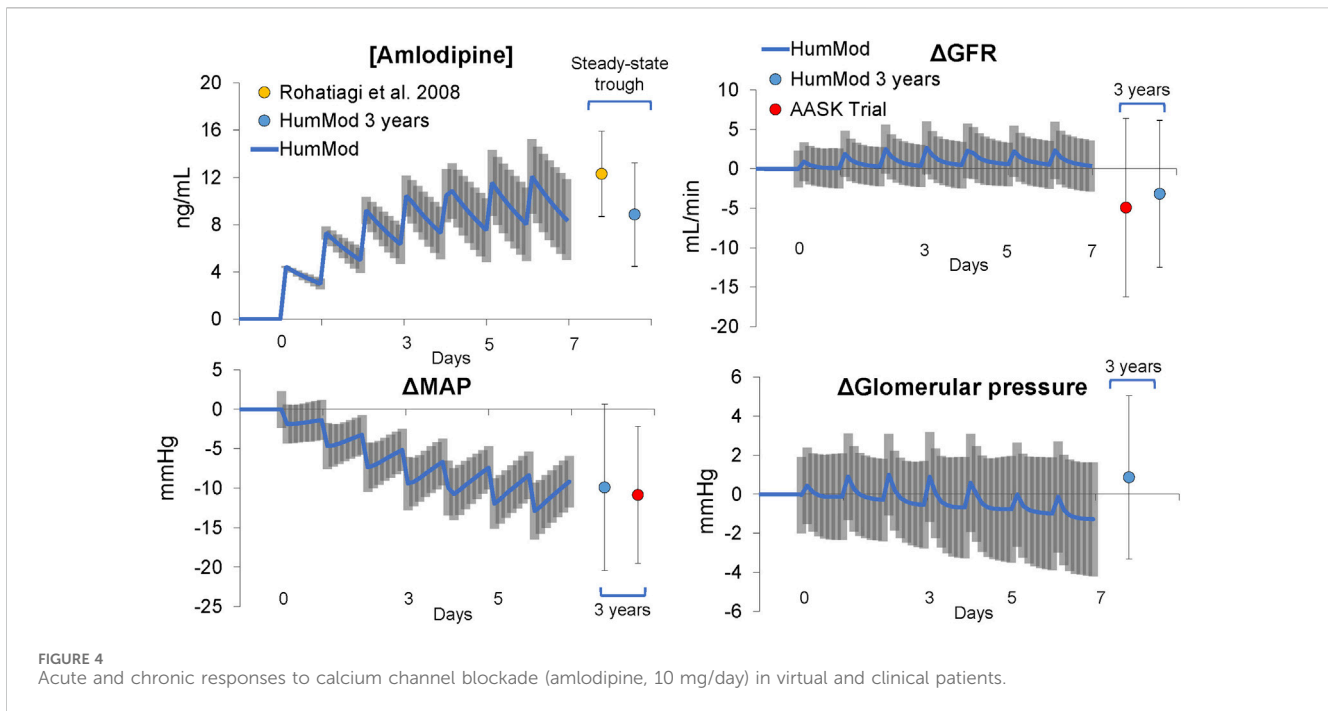 [Amlodipine]
Steady-state
trough
20
16
12
8
4
0
ng/mL
Rohatiagi et al. 2008
HumMod 3 years
HumMod
0
3
5
7
Days
ΔGFR
HumMod
HumMod 3 years
AASK Trial
3 years
10
5
0
-5
-10
-15
-20
mL/min
0
3
5
7
Days
ΔMAP
5
0
-5
-10
-15
-20
-25
mmHg
0
3
5
Days
3 years
ΔGlomerular pressure
3 years
6
4
2
0
-2
-4
-6
mmHg
0
3
5
7
Days
FIGURE 4
Acute and chronic responses to calcium channel blockade (amlodipine, 10 mg/day) in virtual and clinical patients.